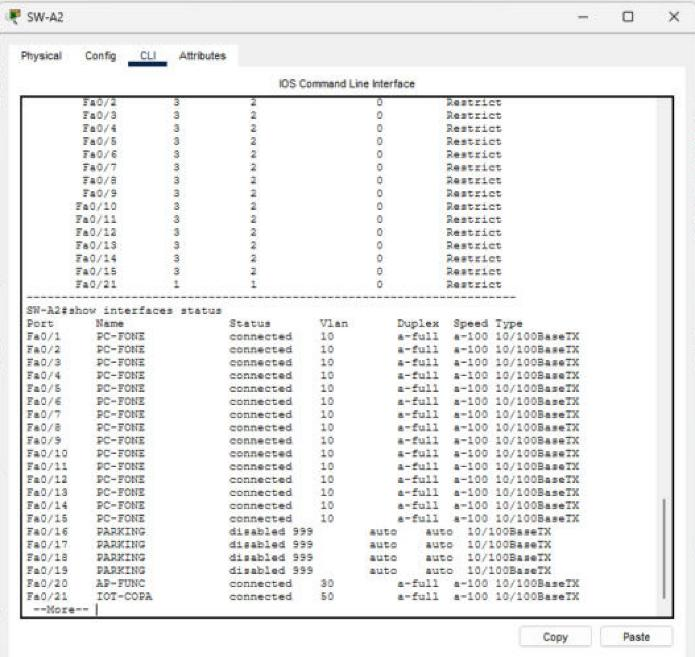 SW-A2
Physical Config CLI Attributes
IOS Command Line Interface
Fa0/2 3 2 0 Restrict
Fa0/3 3 2 0 Restrict
Fa0/4 3 2 0 Restrict
Fa0/5 3 2 0 Restrict
Fa0/6 3 2 0 Restrict
Fa0/7 3 2 0 Restrict
Fa0/8 3 2 0 Restrict
Fa0/9 3 2 0 Restrict
Fa0/10 3 2 0 Restrict
Fa0/11 3 2 0 Restrict
Fa0/12 3 2 0 Restrict
Fa0/13 3 2 0 Restrict
Fa0/14 3 2 0 Restrict
Fa0/15 3 2 0 Restrict
Fa0/21 1 1 0 Restrict
----------------------------------------------------------------------
SW-A2#show interfaces status
Port Name Status Vlan Duplex Speed Type
Fa0/1 PC-FONE connected 10 a-full a-100 10/100BaseTX
Fa0/2 PC-FONE connected 10 a-full a-100 10/100BaseTX
Fa0/3 PC-FONE connected 10 a-full a-100 10/100BaseTX
Fa0/4 PC-FONE connected 10 a-full a-100 10/100BaseTX
Fa0/5 PC-FONE connected 10 a-full a-100 10/100BaseTX
Fa0/6 PC-FONE connected 10 a-full a-100 10/100BaseTX
Fa0/7 PC-FONE connected 10 a-full a-100 10/100BaseTX
Fa0/8 PC-FONE connected 10 a-full a-100 10/100BaseTX
Fa0/9 PC-FONE connected 10 a-full a-100 10/100BaseTX
Fa0/10 PC-FONE connected 10 a-full a-100 10/100BaseTX
Fa0/11 PC-FONE connected 10 a-full a-100 10/100BaseTX
Fa0/12 PC-FONE connected 10 a-full a-100 10/100BaseTX
Fa0/13 PC-FONE connected 10 a-full a-100 10/100BaseTX
Fa0/14 PC-FONE connected 10 a-full a-100 10/100BaseTX
Fa0/15 PC-FONE connected 10 a-full a-100 10/100BaseTX
Fa0/16 PARKING disabled 999 auto auto 10/100BaseTX
Fa0/17 PARKING disabled 999 auto auto 10/100BaseTX
Fa0/18 PARKING disabled 999 auto auto 10/100BaseTX
Fa0/19 PARKING disabled 999 auto auto 10/100BaseTX
Fa0/20 AP-FUNC connected 30 a-full a-100 10/100BaseTX
Fa0/21 IOT-COPA connected 50 a-full a-100 10/100BaseTX
--More--
Copy Paste